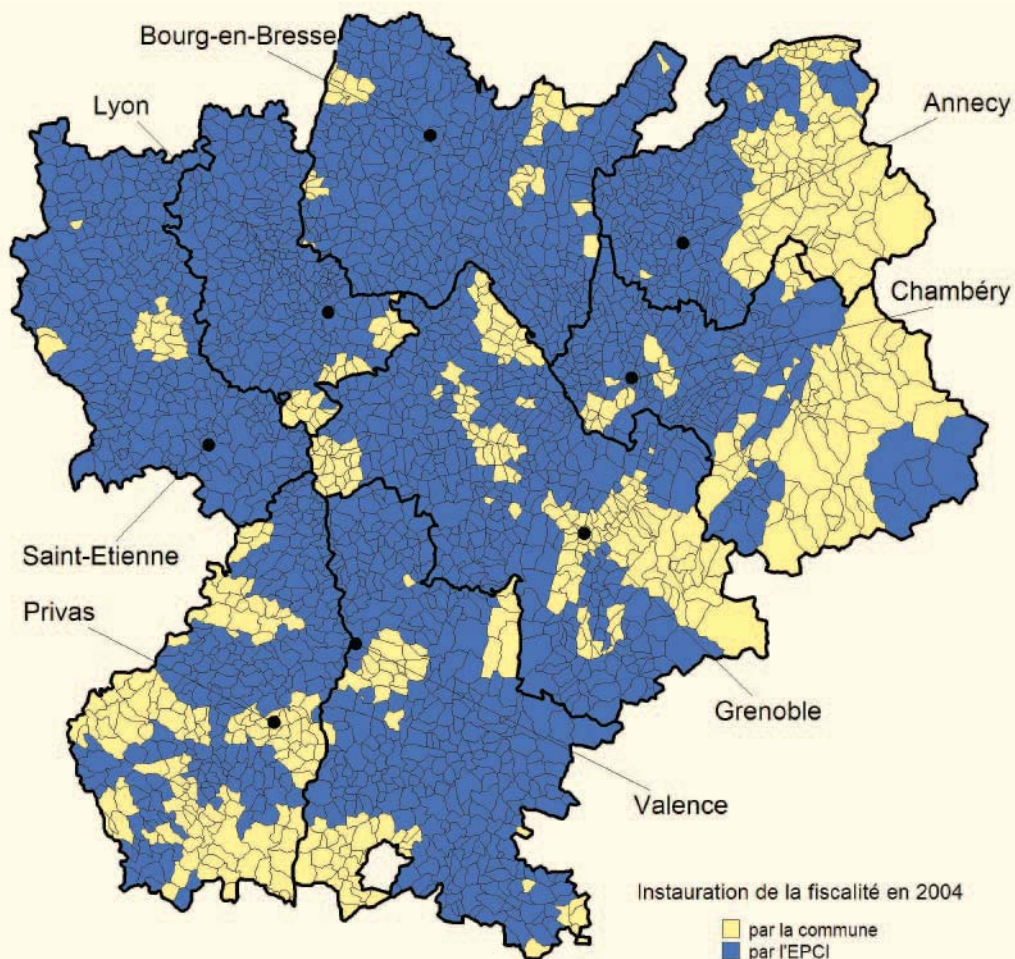 Bourg-en-Bresse
Lyon
Annecy
Chambéry
Saint-Etienne
Privas
Grenoble
Valence
Instauration de la fiscalité en 2004
par la commune
par l'EPCI